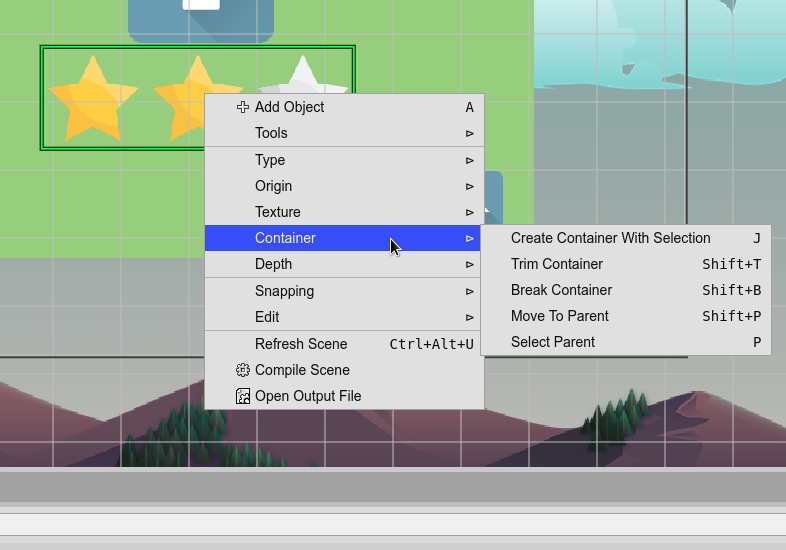 Add Object A
Tools
Type
Origin
Texture
Container
Depth
Snapping
Edit
Refresh Scene Ctrl+Alt+U
Compile Scene
Open Output File
Create Container With Selection J
Trim Container Shift+T
Break Container Shift+B
Move To Parent Shift+P
Select Parent P